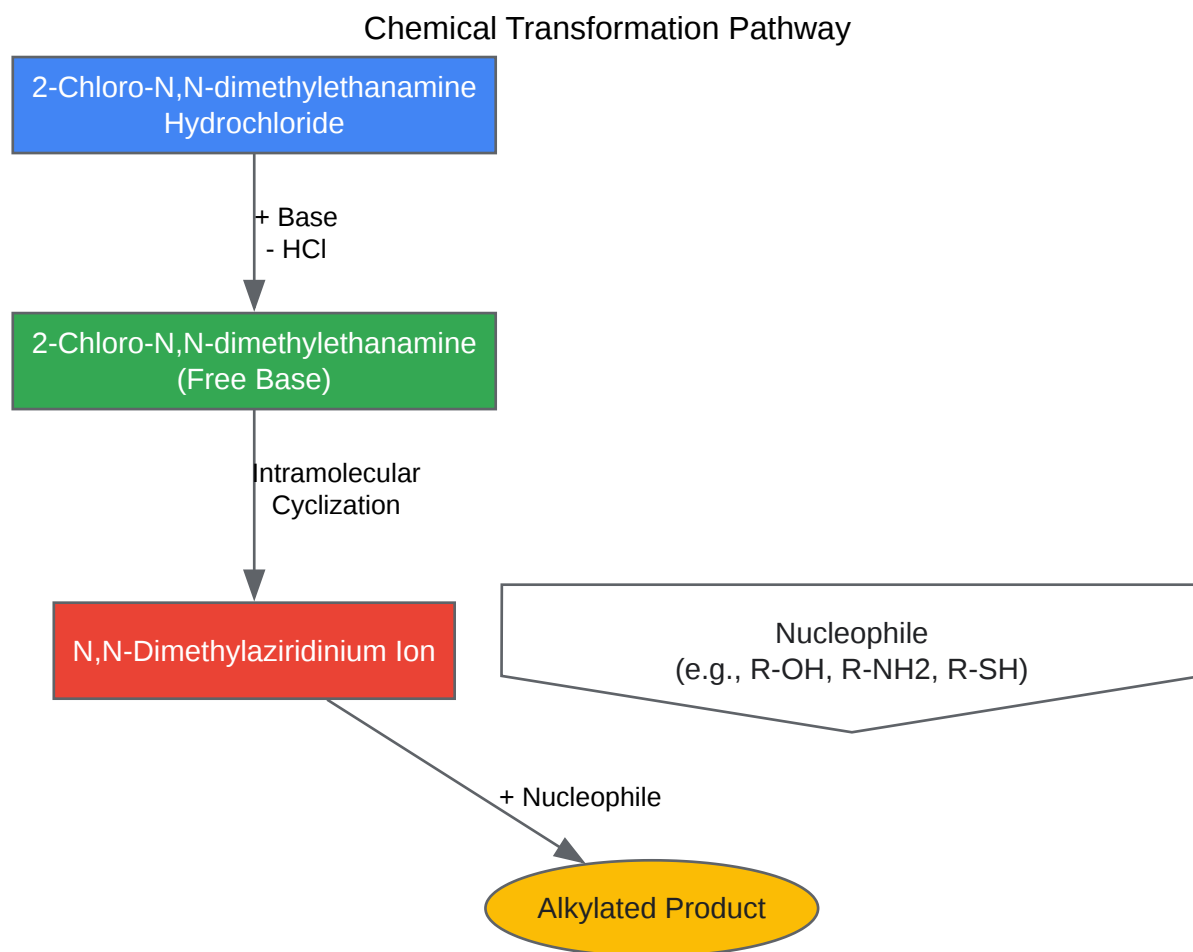 Chemical Transformation Pathway
2-Chloro-N,N-dimethylethanamine
Hydrochloride
+ Base
- HCl
2-Chloro-N,N-dimethylethanamine
(Free Base)
Intramolecular
Cyclization
N,N-Dimethylaziridinium Ion
Nucleophile
(e.g., R-OH, R-NH2, R-SH)
+ Nucleophile
Alkylated Product